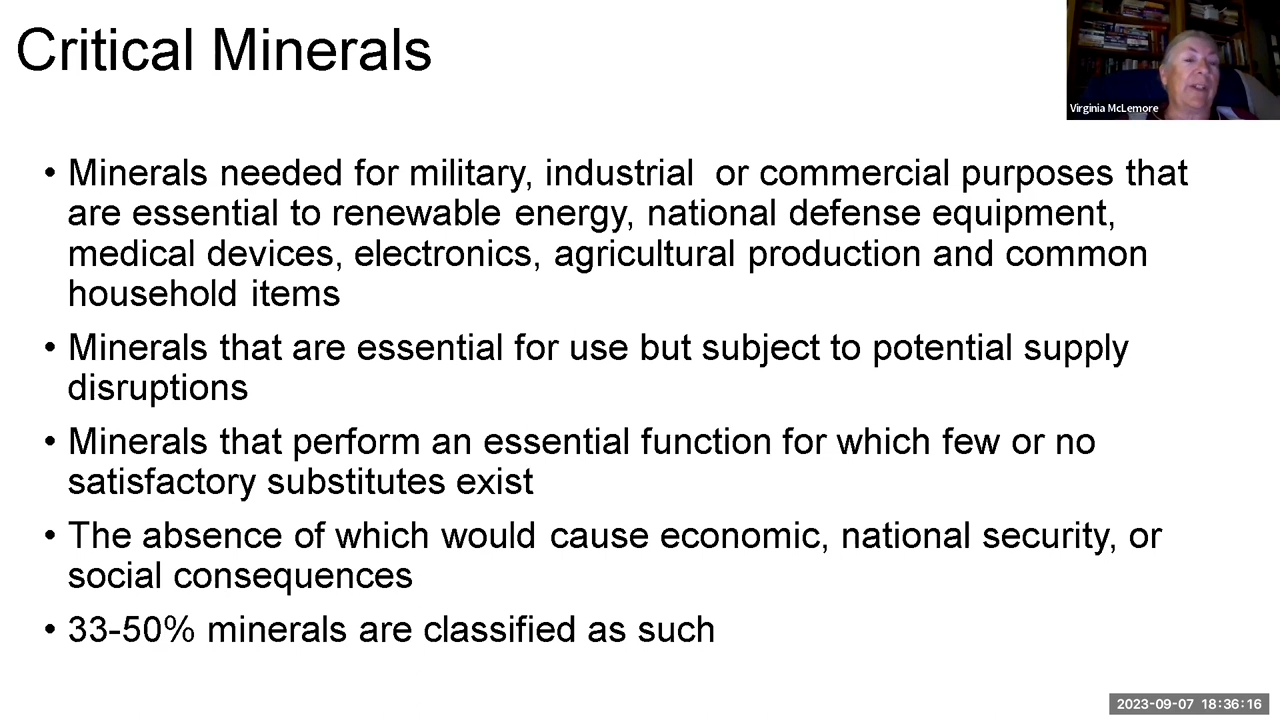 Critical Minerals
Virginia McLemore
• Minerals needed for military, industrial  or commercial purposes that
are essential to renewable energy, national defense equipment,
medical devices, electronics, agricultural production and common
household items
• Minerals that are essential for use but subject to potential supply
disruptions
• Minerals that perform an essential function for which few or no
satisfactory substitutes exist
• The absence of which would cause economic, national security, or
social consequences
• 33-50% minerals are classified as such
2023-09-07 18:36:16